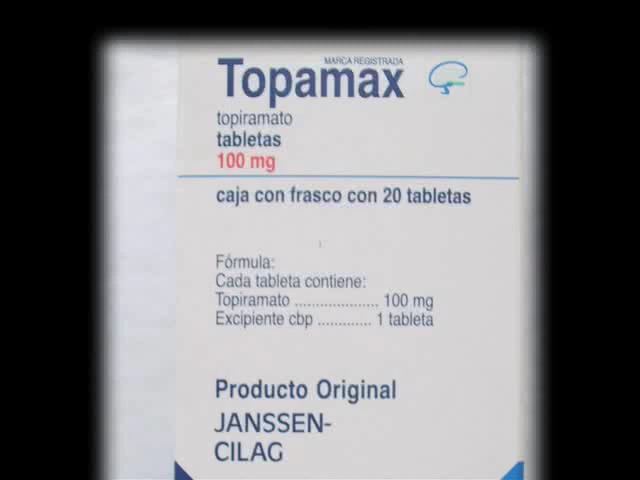 MARCA REGISTRADA
Topamax
topiramato
tabletas
100 mg
caja con frasco con 20 tabletas
Fórmula:
Cada tableta contiene:
Topiramato .................... 100 mg
Excipiente cbp ............. 1 tableta
Producto Original
JANSSEN-
CILAG